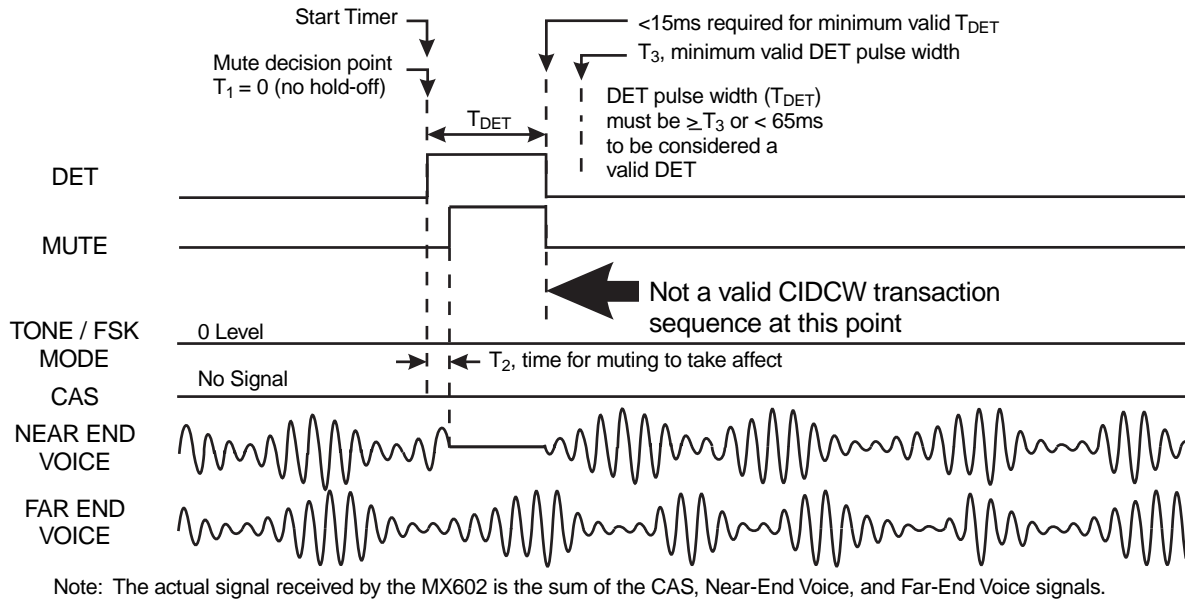 Start Timer
<15ms required for minimum valid TDET
T3, minimum valid DET pulse width
Mute decision point
T1 = 0 (no hold-off)
DET pulse width (TDET)
must be ≥T3 or < 65ms
to be considered a
valid DET
TDET
DET
MUTE
Not a valid CIDCW transaction
sequence at this point
TONE / FSK
MODE
0 Level
T2, time for muting to take affect
No Signal
CAS
NEAR END
VOICE
FAR END
VOICE
Note: The actual signal received by the MX602 is the sum of the CAS, Near-End Voice, and Far-End Voice signals.